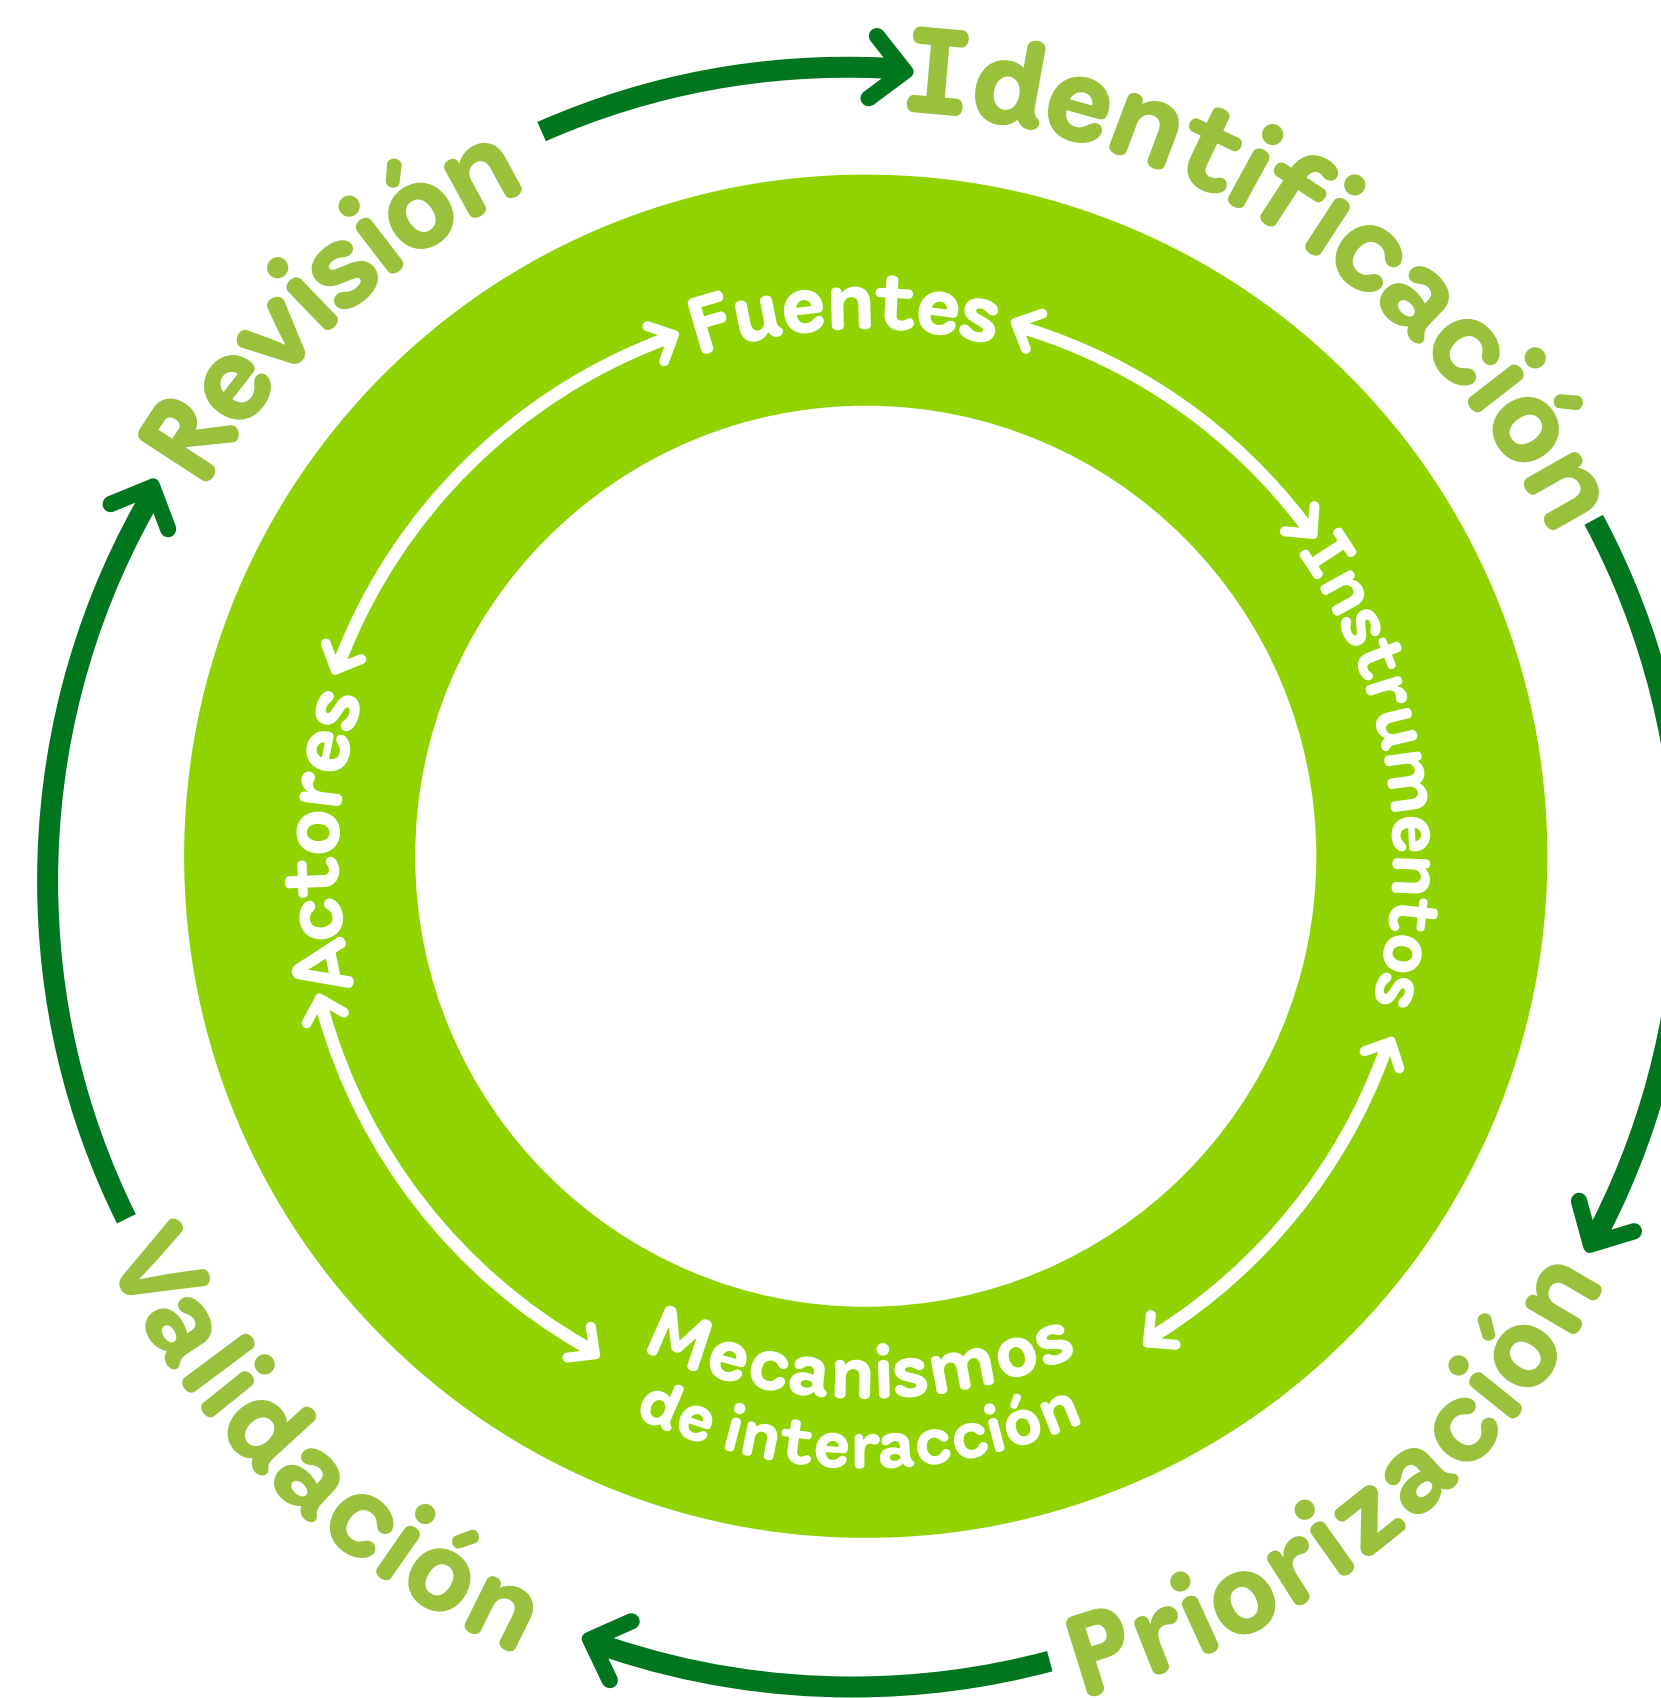 Identificación
Priorización
Validación
Revisión
Fuentes
Instrumentos
Mecanismos
de interacción
Actores